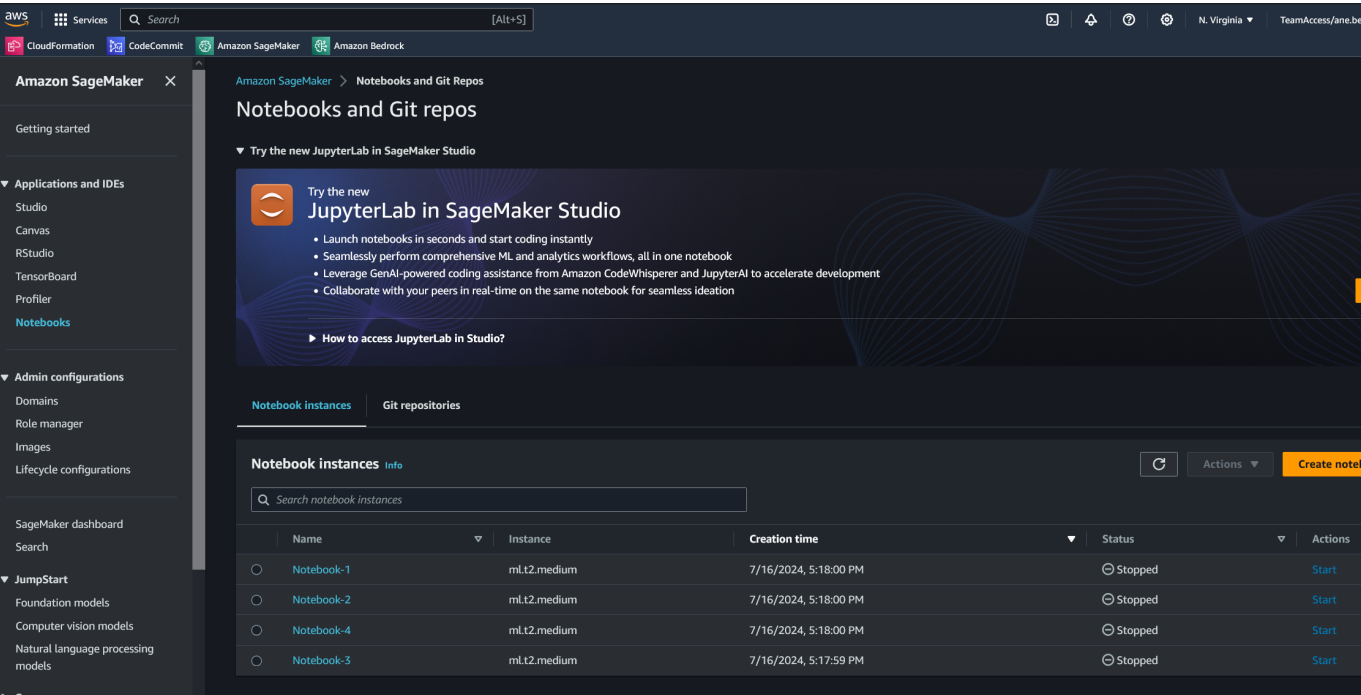 aws Services Search [Alt+S] N. Virginia ▼ TeamAccess/ane.be
CloudFormation CodeCommit Amazon SageMaker Amazon Bedrock
Amazon SageMaker
Getting started
Applications and IDEs
Studio
Canvas
RStudio
TensorBoard
Profiler
Notebooks
Admin configurations
Domains
Role manager
Images
Lifecycle configurations
SageMaker dashboard
Search
JumpStart
Foundation models
Computer vision models
Natural language processing
models
Amazon SageMaker > Notebooks and Git Repos
Notebooks and Git repos
Try the new JupyterLab in SageMaker Studio
Try the new
JupyterLab in SageMaker Studio
• Launch notebooks in seconds and start coding instantly
• Seamlessly perform comprehensive ML and analytics workflows, all in one notebook
• Leverage GenAI-powered coding assistance from Amazon CodeWhisperer and JupyterAI to accelerate development
• Collaborate with your peers in real-time on the same notebook for seamless ideation
How to access JupyterLab in Studio?
Notebook instances Git repositories
Notebook instances Info Actions Create notel
Search notebook instances
Name Instance Creation time Status Actions
Notebook-1 ml.t2.medium 7/16/2024, 5:18:00 PM Stopped Start
Notebook-2 ml.t2.medium 7/16/2024, 5:18:00 PM Stopped Start
Notebook-4 ml.t2.medium 7/16/2024, 5:18:00 PM Stopped Start
Notebook-3 ml.t2.medium 7/16/2024, 5:17:59 PM Stopped Start